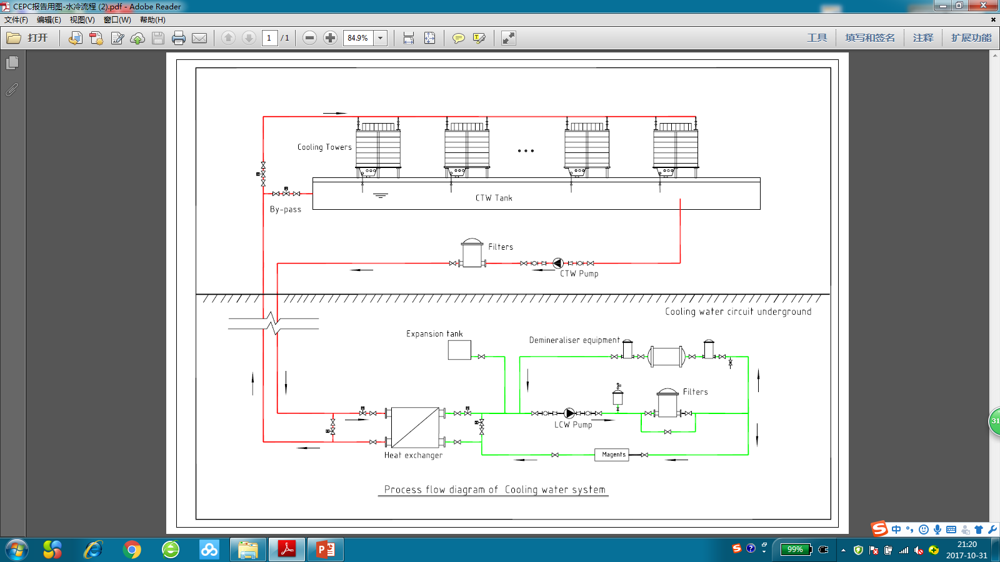 CEPC报告用图-水冷流程 (2).pdf - Adobe Reader
文件(F) 编辑(E) 视图(V) 窗口(W) 帮助(H)
打开 1 / 1 84.9% 工具 填写和签名 注释 扩展功能
Cooling Towers
CTW Tank
By-pass
Filters
CTW Pump
Cooling water circuit underground
Expansion tank
Demineraliser equipment
Filters
LCW Pump
Heat exchanger
Magents
Process flow diagram of Cooling water system
31
中
99%
21:20
2017-10-31